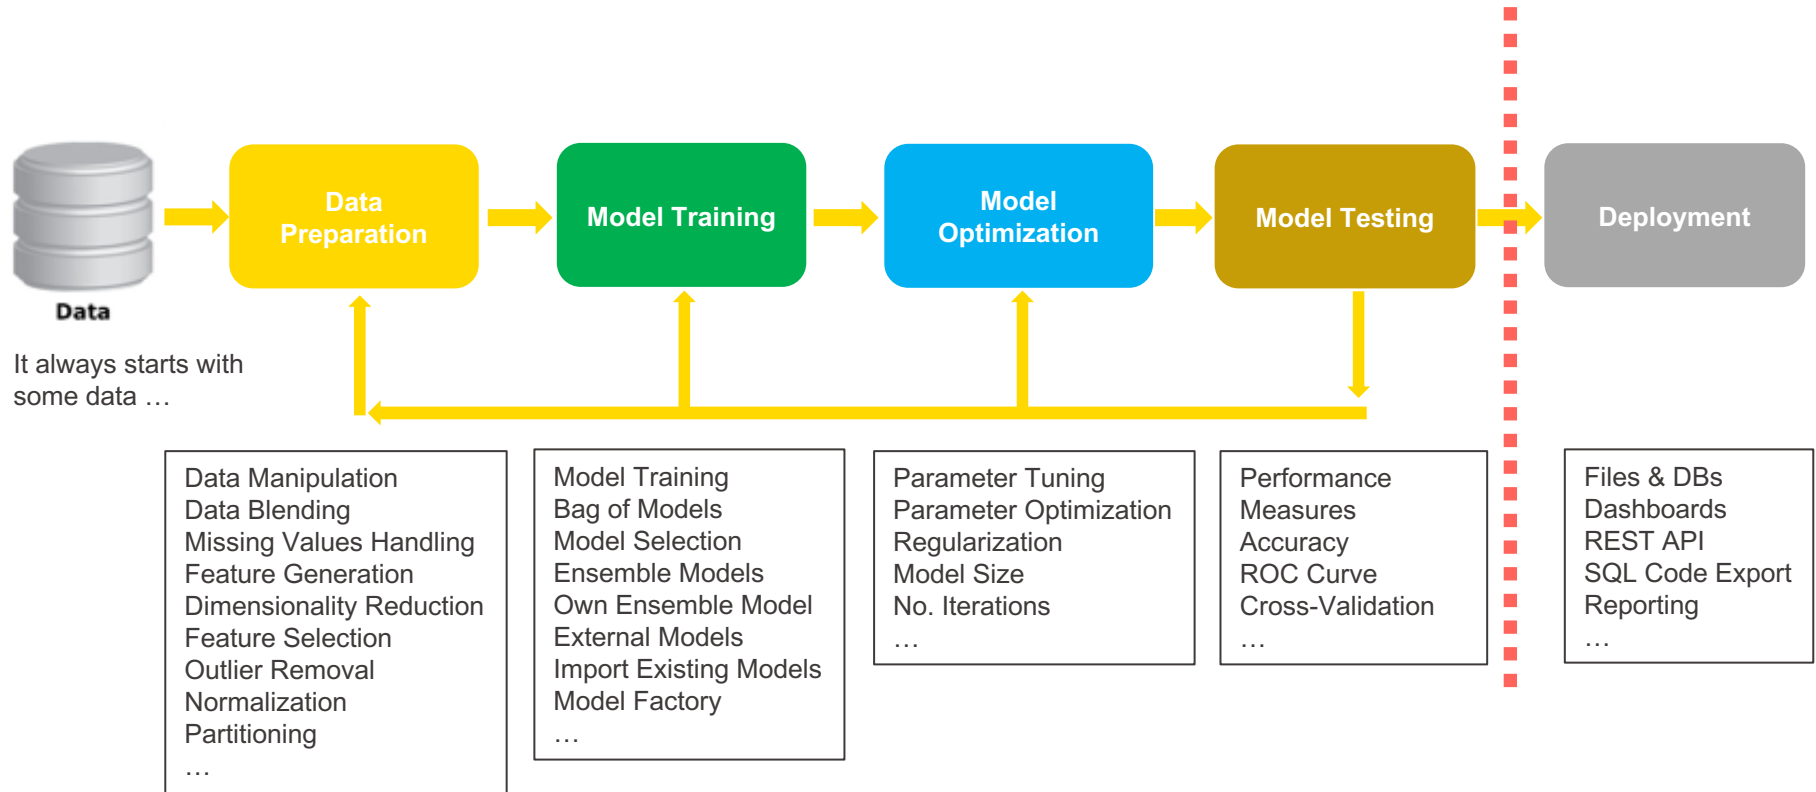 Data
Preparation
Model Training
Model
Optimization
Model Testing
Deployment
Data
It always starts with
some data …
Data Manipulation
Data Blending
Missing Values Handling
Feature Generation
Dimensionality Reduction
Feature Selection
Outlier Removal
Normalization
Partitioning
…
Model Training
Bag of Models
Model Selection
Ensemble Models
Own Ensemble Model
External Models
Import Existing Models
Model Factory
…
Parameter Tuning
Parameter Optimization
Regularization
Model Size
No. Iterations
…
Performance
Measures
Accuracy
ROC Curve
Cross-Validation
…
Files & DBs
Dashboards
REST API
SQL Code Export
Reporting
…